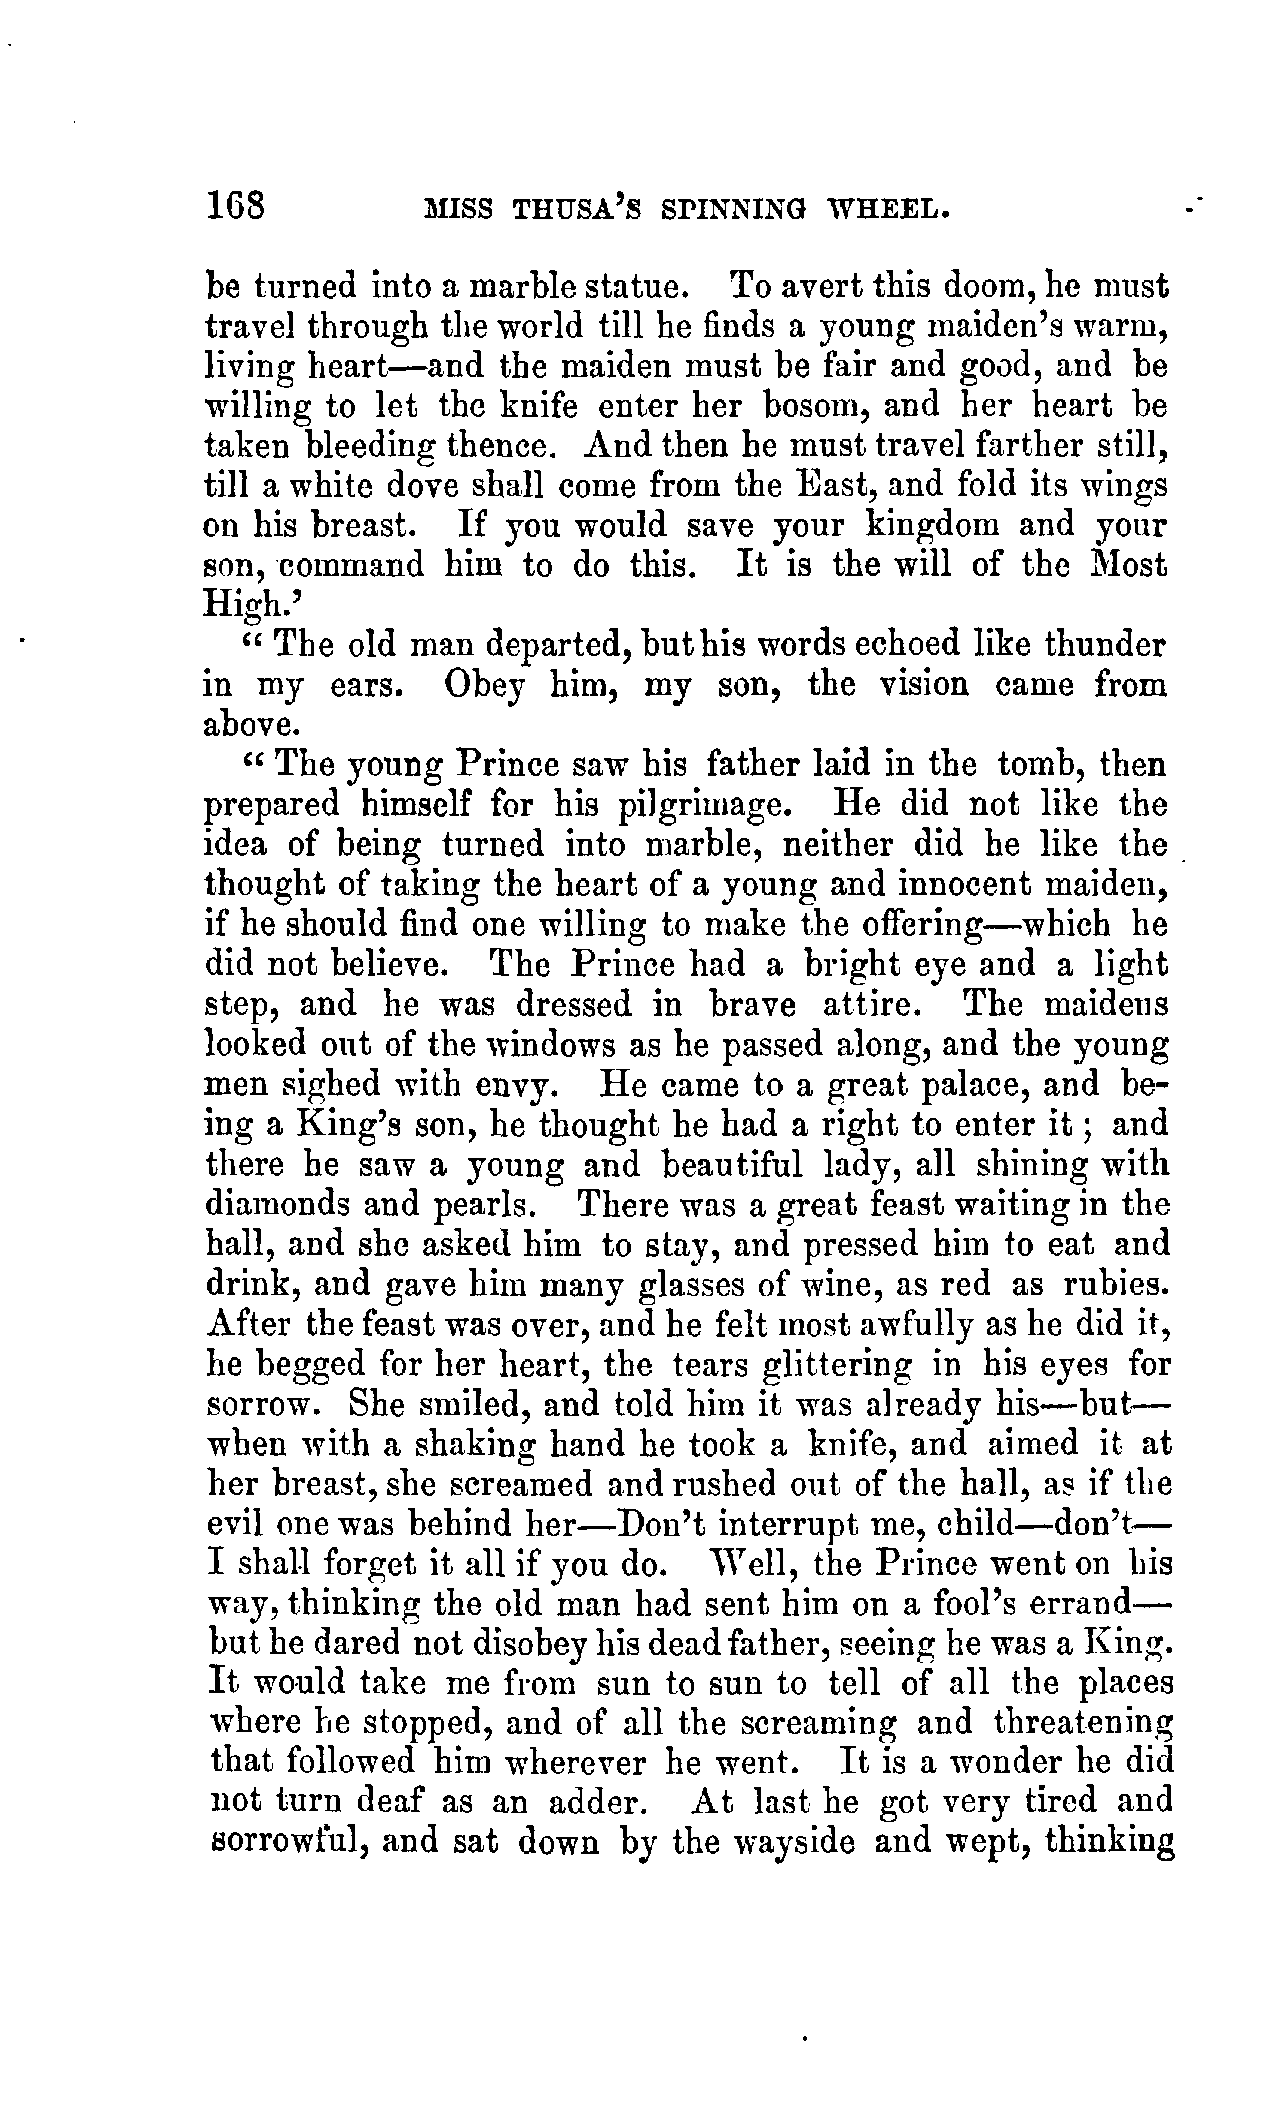 168 MISS THUSA'S SPINNING WHEEL.
be turned into a marble statue. To avert this doom, he must
travel through the world till he finds a young maiden's warm,
living heart—and the maiden must be fair and good, and be
willing to let the knife enter her bosom, and her heart be
taken bleeding thence. And then he must travel farther still,
till a white dove shall come from the East, and fold its wings
on his breast. If you would save your kingdom and your
son, command him to do this. It is the will of the Most
High.'
" The old man departed, but his words echoed like thunder
in my ears. Obey him, my son, the vision came from
above.
" The young Prince saw his father laid in the tomb, then
prepared himself for his pilgrimage. He did not like the
idea of being turned into marble, neither did he like the
thought of taking the heart of a young and innocent maiden,
if he should find one willing to make the offering—which he
did not believe. The Prince had a bright eye and a light
step, and he was dressed in brave attire. The maidens
looked out of the windows as he passed along, and the young
men sighed with envy. He came to a great palace, and be-
ing a King's son, he thought he had a right to enter it ; and
there he saw a young and beautiful lady, all shining with
diamonds and pearls. There was a great feast waiting in the
hall, and she asked him to stay, and pressed him to eat and
drink, and gave him many glasses of wine, as red as rubies.
After the feast was over, and he felt most awfully as he did it,
he begged for her heart, the tears glittering in his eyes for
sorrow. She smiled, and told him it was already his—but—
when with a shaking hand he took a knife, and aimed it at
her breast, she screamed and rushed out of the hall, as if the
evil one was behind her—Don't interrupt me, child—don't—
I shall forget it all if you do. Well, the Prince went on his
way, thinking the old man had sent him on a fool's errand—
but he dared not disobey his dead father, seeing he was a King.
It would take me from sun to sun to tell of all the places
where he stopped, and of all the screaming and threatening
that followed him wherever he went. It is a wonder he did
not turn deaf as an adder. At last he got very tired and
sorrowful, and sat down by the wayside and wept, thinking